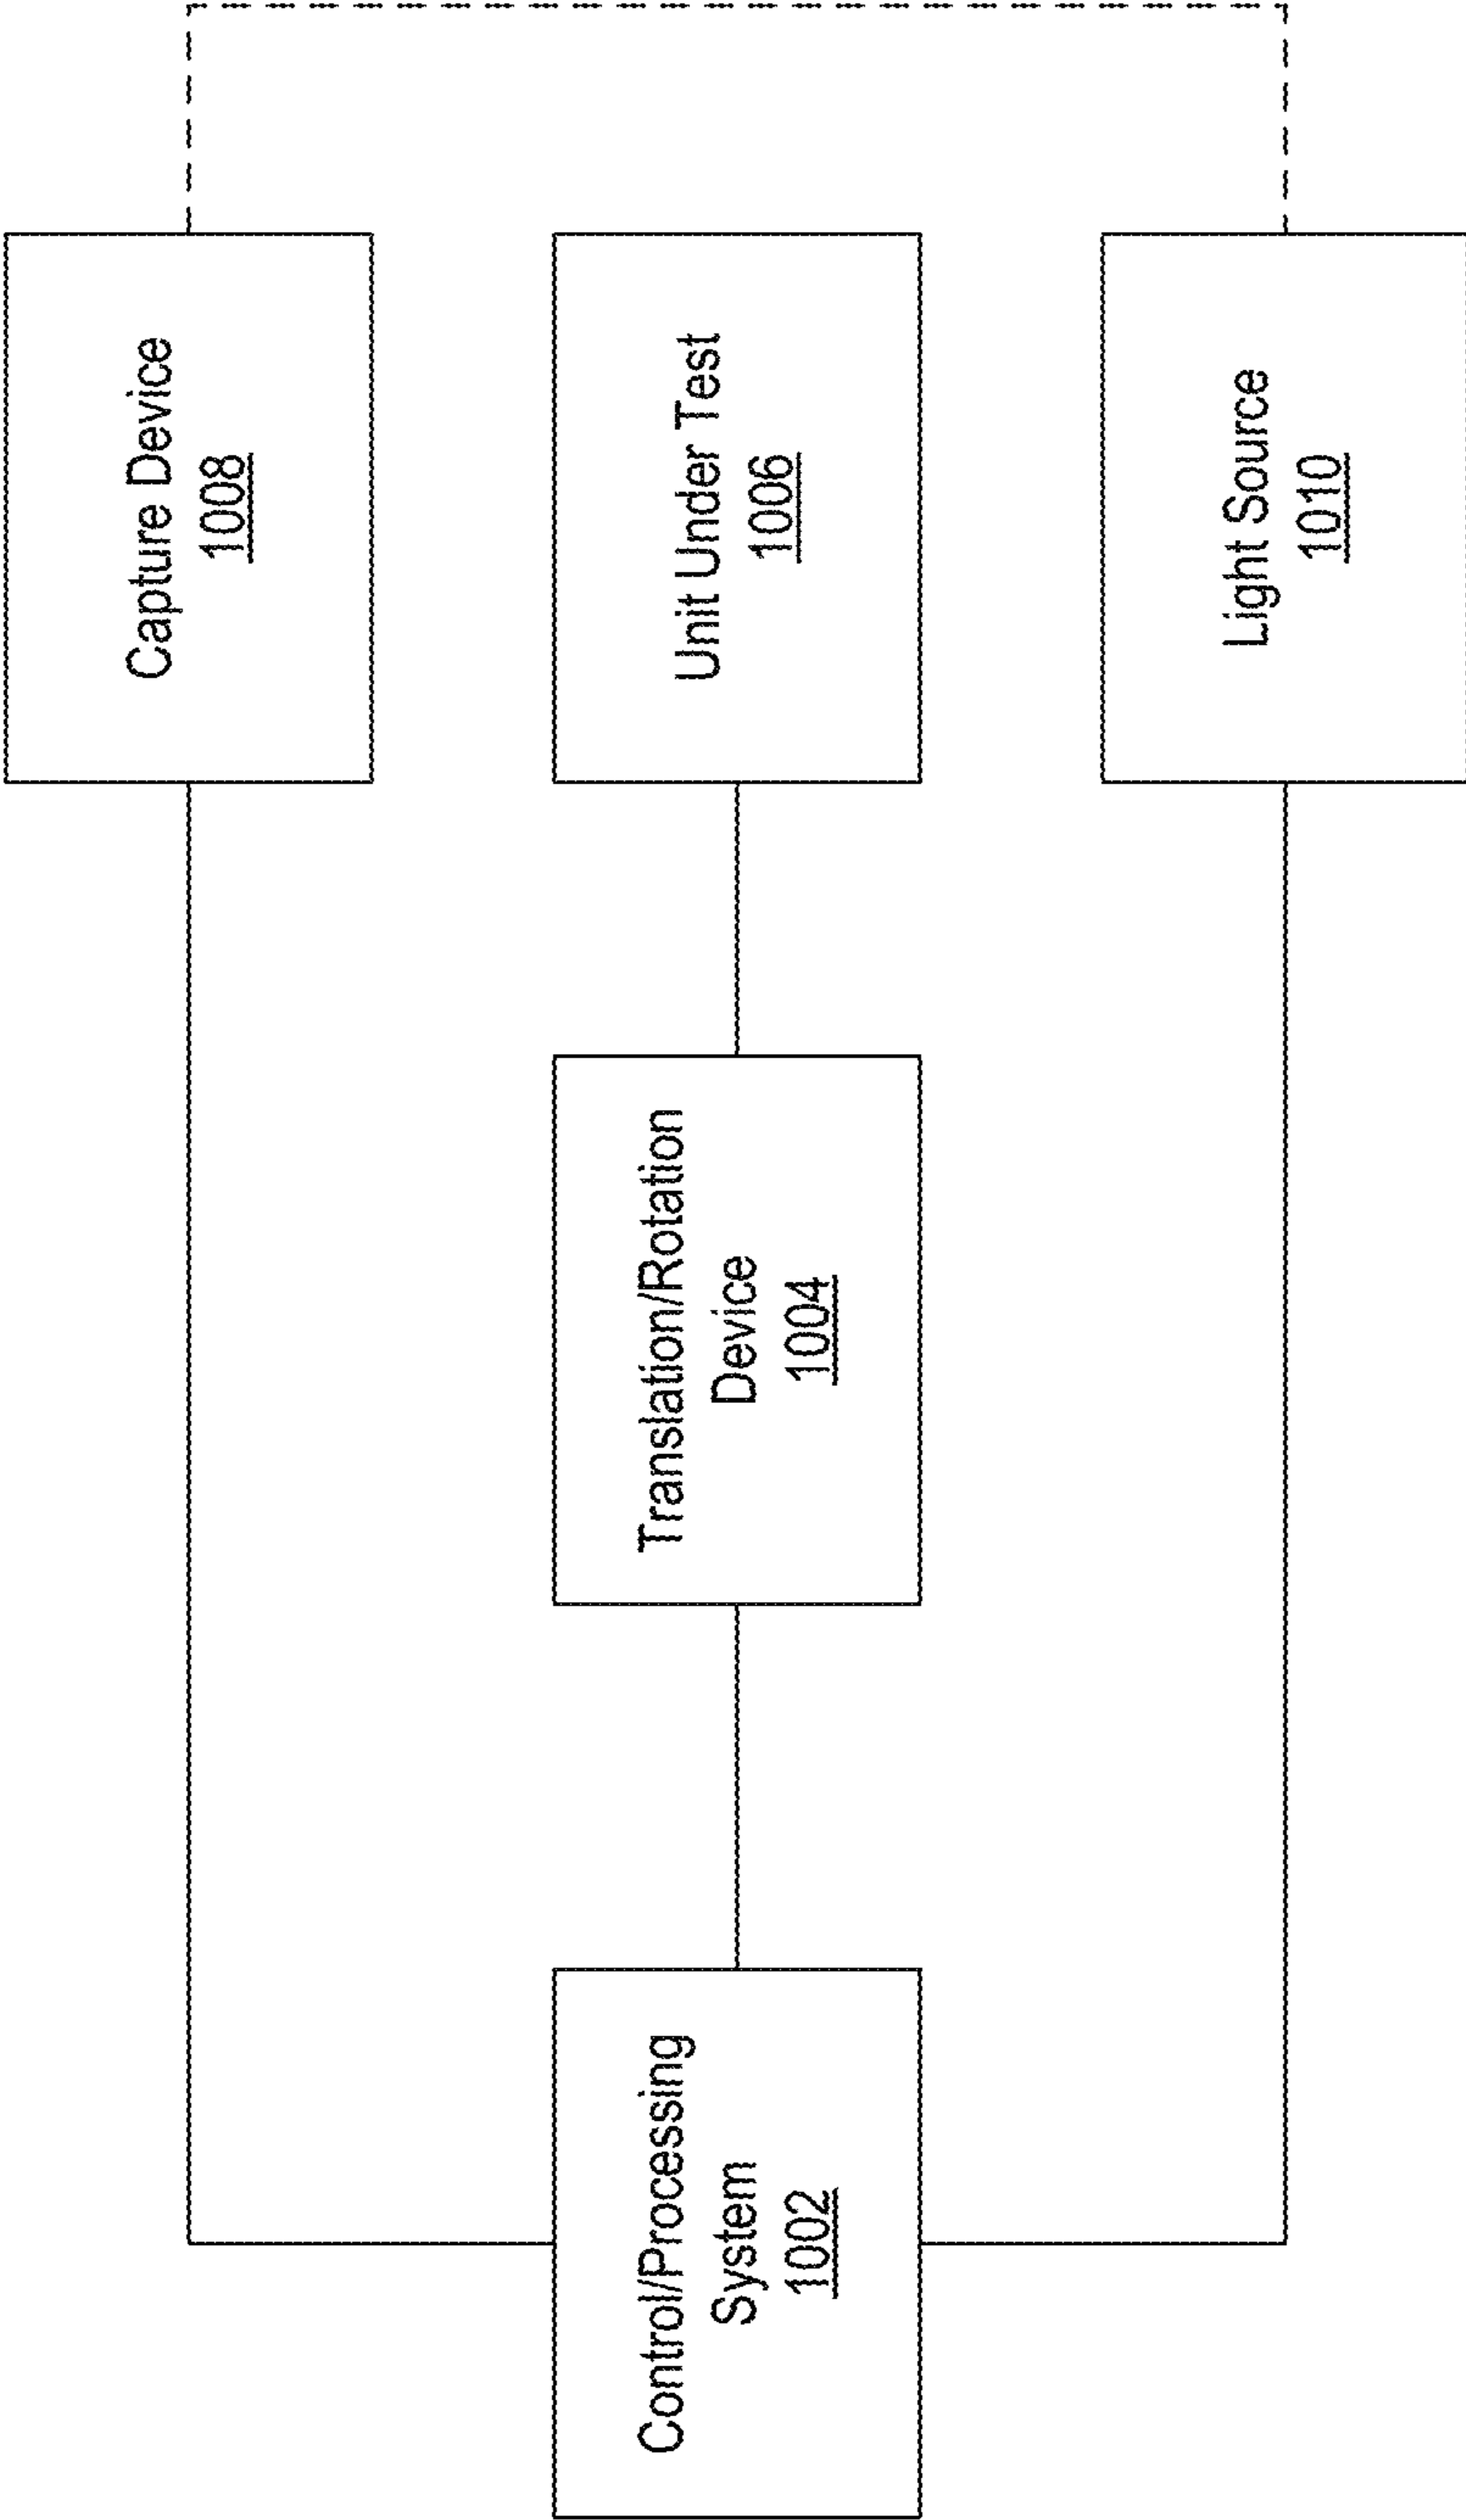 Capture Device
1008
Control/Processing
System
1002
Translation/Rotation
Device
1004
Unit Under Test
1006
Light Source
1010